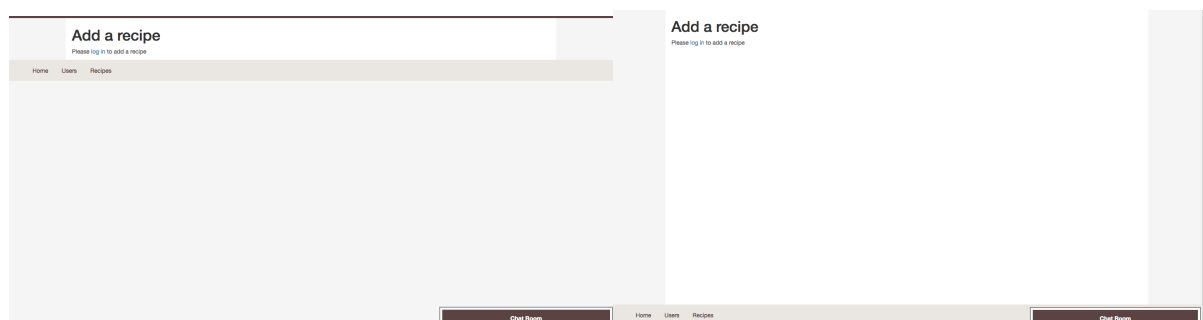 Add a recipe
Please log in to add a recipe
Home Users Recipes
Chat Room
Add a recipe
Please log in to add a recipe
Home Users Recipes
Chat Room